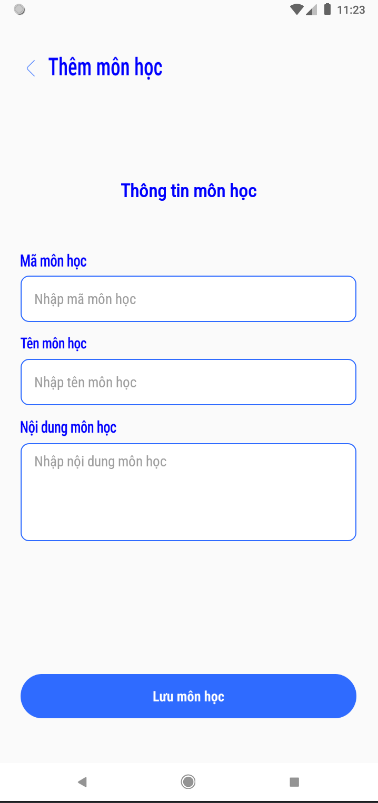 11:23
Thêm môn học
Thông tin môn học
Mã môn học
Nhập mã môn học
Tên môn học
Nhập tên môn học
Nội dung môn học
Nhập nội dung môn học
Lưu môn học